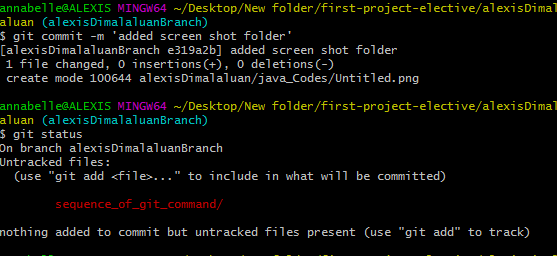 annabelle@ALEXIS MINGW64 ~/Desktop/New folder/first-project-elective/alexisDimal
aluan (alexisDimalaluanBranch)
$ git commit -m 'added screen shot folder'
[alexisDimalaluanBranch e319a2b] added screen shot folder
1 file changed, 0 insertions(+), 0 deletions(-)
create mode 100644 alexisDimalaluan/java_Codes/Untitled.png
annabelle@ALEXIS MINGW64 ~/Desktop/New folder/first-project-elective/alexisDimal
aluan (alexisDimalaluanBranch)
$ git status
On branch alexisDimalaluanBranch
Untracked files:
(use "git add <file>..." to include in what will be committed)
sequence_of_git_command/
nothing added to commit but untracked files present (use "git add" to track)